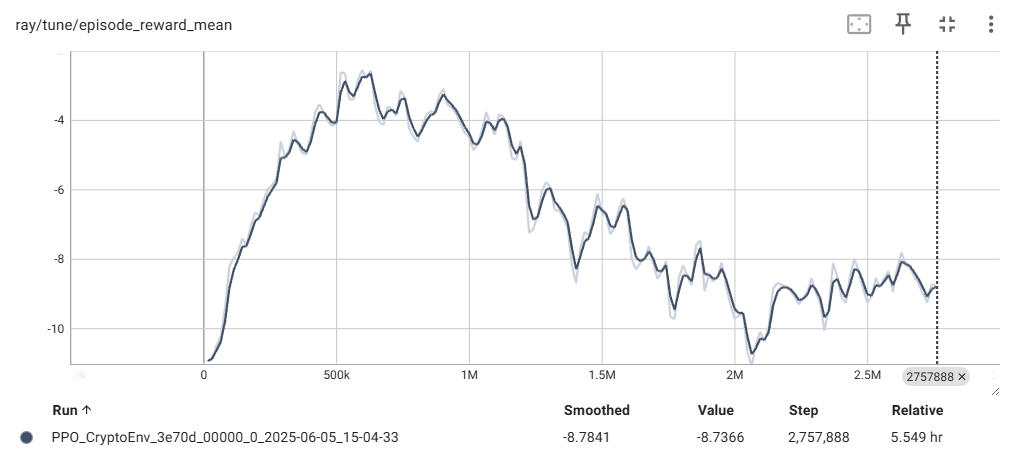 ray/tune/episode_reward_mean
-4
-6
-8
-10
0k 0 500k 1M 1.5M 2M 2.5M 2757888 ✕
Run ↑ Smoothed Value Step Relative
PPO_CryptoEnv_3e70d_00000_0_2025-06-05_15-04-33 -8.7841 -8.7366 2,757,888 5.549 hr